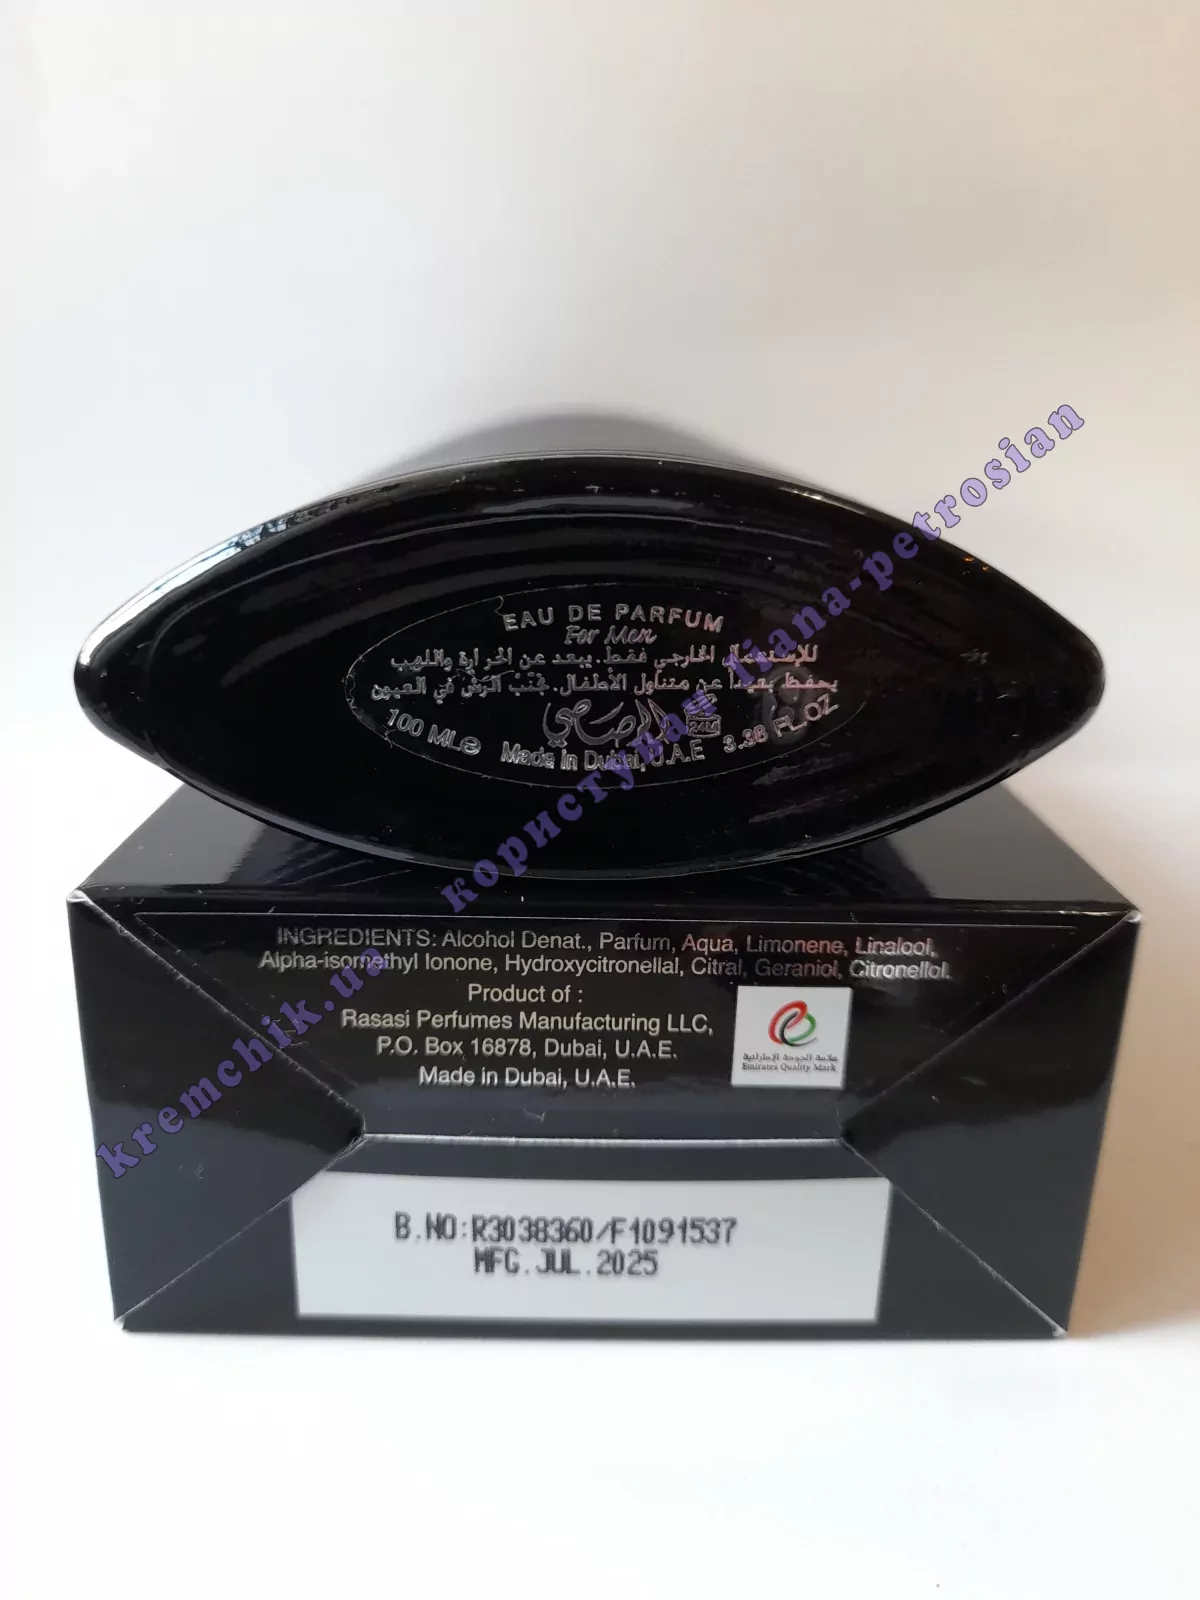 EAU DE PARFUM
For Men
للإستعمال الخارجي فقط. يبعد عن الحرارة واللهب
يحفظ بعيداً عن متناول الأطفال. تجنب الرش في العيون
100 ML℮ الرصاصي 24M 3.38 FL.OZ
Made in Dubai, U.A.E
INGREDIENTS: Alcohol Denat., Parfum, Aqua, Limonene, Linalool,
Alpha-isomethyl Ionone, Hydroxycitronellal, Citral, Geraniol, Citronellol.
Product of :
Rasasi Perfumes Manufacturing LLC,
P.O. Box 16878, Dubai, U.A.E.
Made in Dubai, U.A.E.
علامة الجودة الإماراتية
Emirates Quality Mark
B.NO:R3038360/F1091537
MFG.JUL.2025
kremchik.ua користувач liana-petrosian